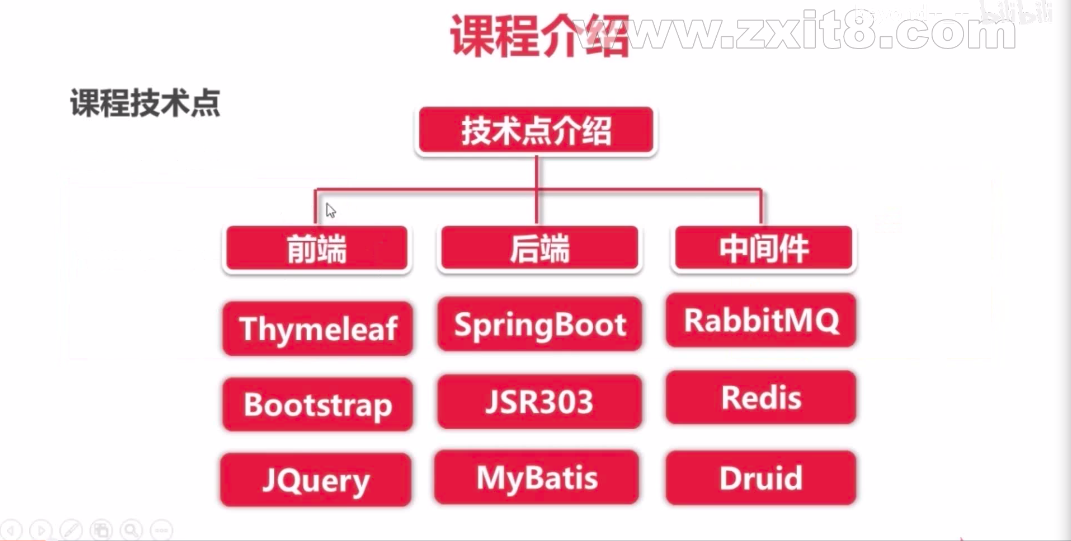 课程介绍
www.zxit8.com
bilibili
课程技术点
技术点介绍
前端
后端
中间件
Thymeleaf
SpringBoot
RabbitMQ
Bootstrap
JSR303
Redis
JQuery
MyBatis
Druid